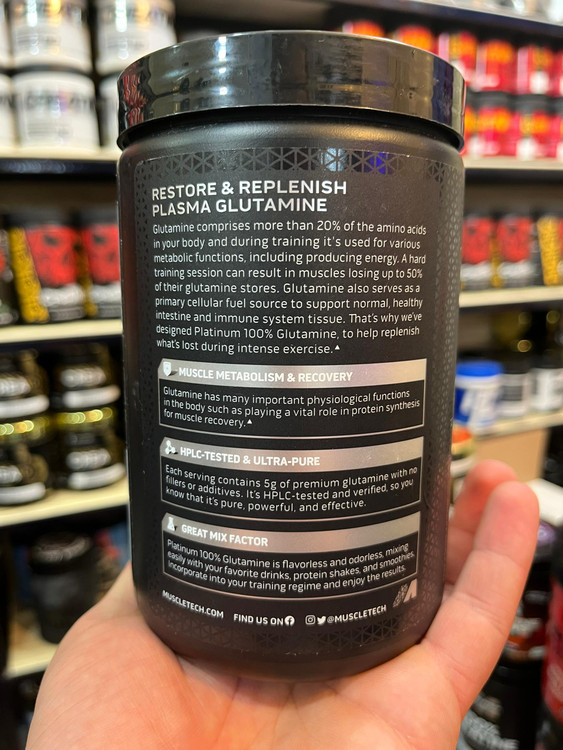 RESTORE & REPLENISH
PLASMA GLUTAMINE
Glutamine comprises more than 20% of the amino acids
in your body and during training it's used for various
metabolic functions, including producing energy. A hard
training session can result in muscles losing up to 50%
of their glutamine stores. Glutamine also serves as a
primary cellular fuel source to support normal, healthy
intestine and immune system tissue. That's why we've
designed Platinum 100% Glutamine, to help replenish
what's lost during intense exercise.▲
MUSCLE METABOLISM & RECOVERY
Glutamine has many important physiological functions
in the body such as playing a vital role in protein synthesis
for muscle recovery.▲
HPLC-TESTED & ULTRA-PURE
Each serving contains 5g of premium glutamine with no
fillers or additives. It's HPLC-tested and verified, so you
know that it's pure, powerful, and effective.
GREAT MIX FACTOR
Platinum 100% Glutamine is flavorless and odorless, mixing
easily with your favorite drinks, protein shakes, and smoothies.
Incorporate into your training regime and enjoy the results.
MUSCLETECH.COM FIND US ON @MUSCLETECH